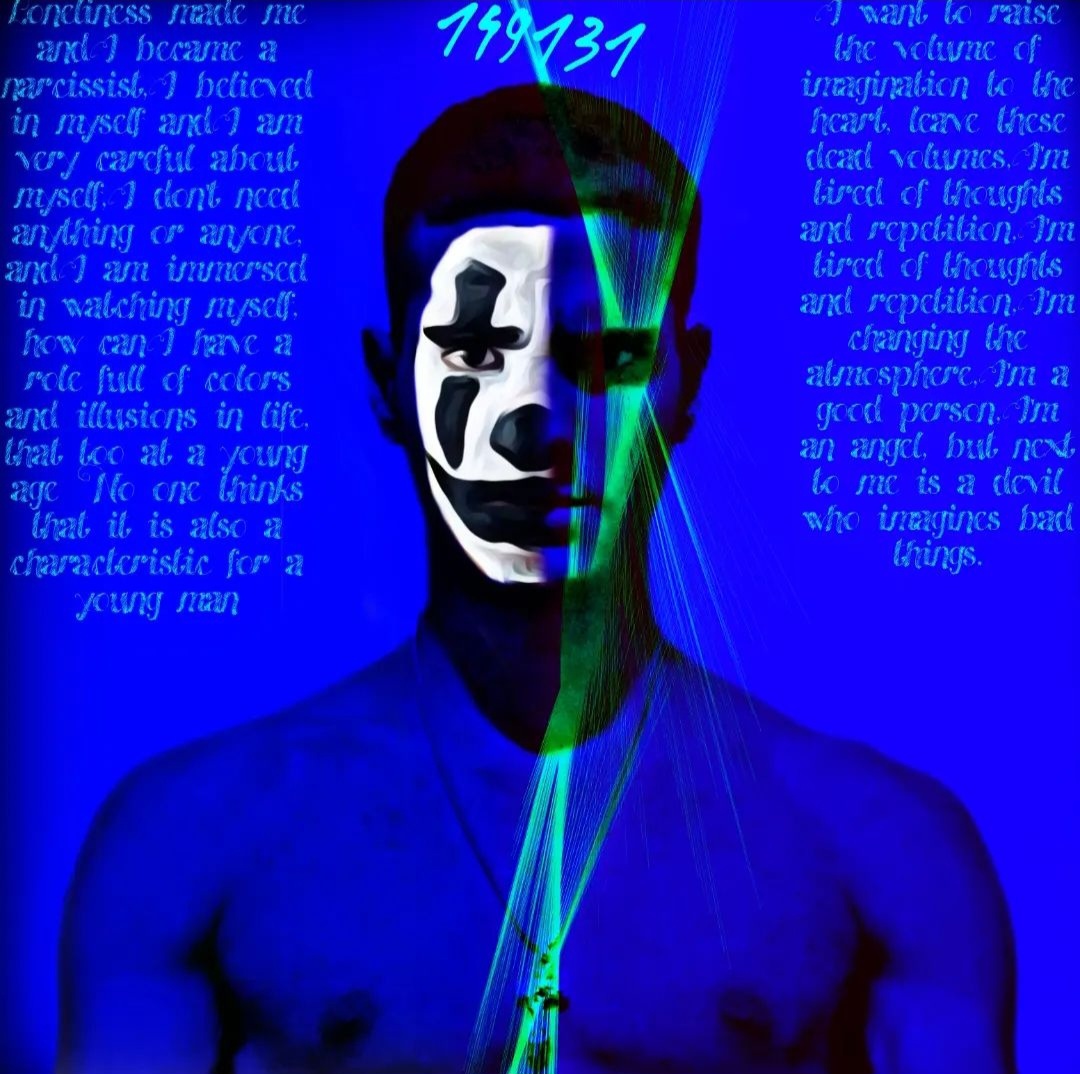 149131
Loneliness made me
and I became a
narcissist, I believed
in myself and I am
very careful about
myself, I don't need
anything or anyone,
and I am immersed
in watching myself,
how can I have a
role full of colors
and illusions in life,
that too at a young
age No one thinks
that it is also a
characteristic for a
young man
I want to raise
the volume of
imagination to the
heart, leave these
dead volumes, I'm
tired of thoughts
and repetition, I'm
tired of thoughts
and repetition, I'm
changing the
atmosphere, I'm a
good person, I'm
an angel, but next
to me is a devil
who imagines bad
things.